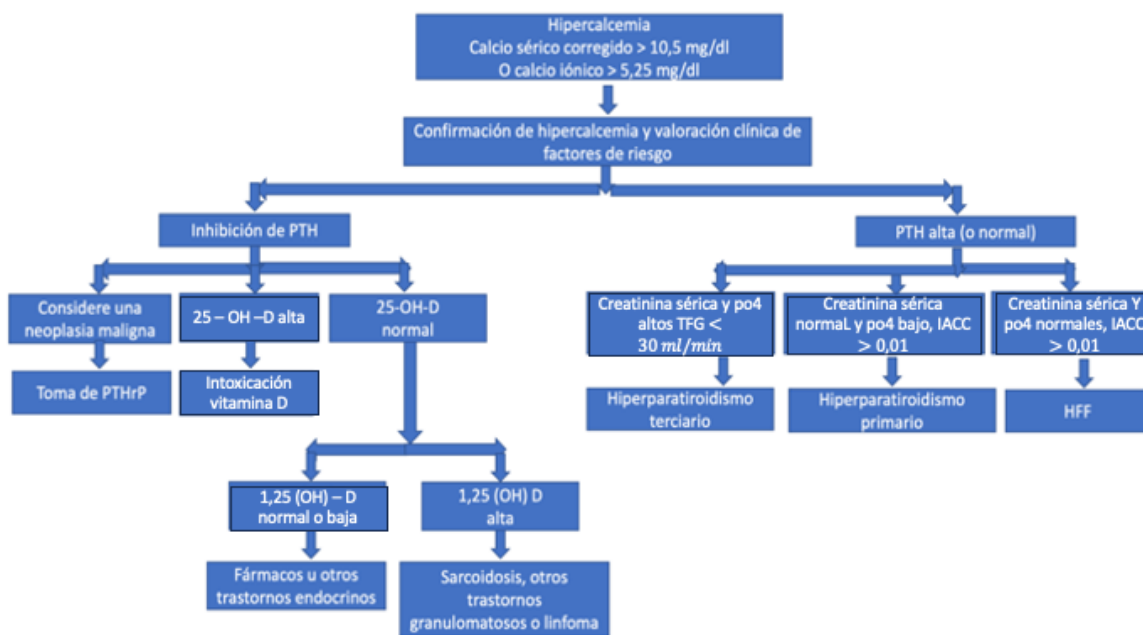 Hipercalcemia
Calcio sérico corregido > 10,5 mg/dl
O calcio iónico > 5,25 mg/dl
Confirmación de hipercalcemia y valoración clínica de
factores de riesgo
Inhibición de PTH
PTH alta (o normal)
Considere una
neoplasia maligna
25 – OH –D alta
25-OH-D
normal
Creatinina sérica y po4
altos TFG <
30 ml/min
Creatinina sérica
normaL y po4 bajo, IACC
> 0,01
Creatinina sérica Y
po4 normales, IACC
> 0,01
Toma de PTHrP
Intoxicación
vitamina D
Hiperparatiroidismo
terciario
Hiperparatiroidismo
primario
HFF
1,25 (OH) – D
normal o baja
1,25 (OH) D
alta
Fármacos u otros
trastornos endocrinos
Sarcoidosis, otros
trastornos
granulomatosos o linfoma